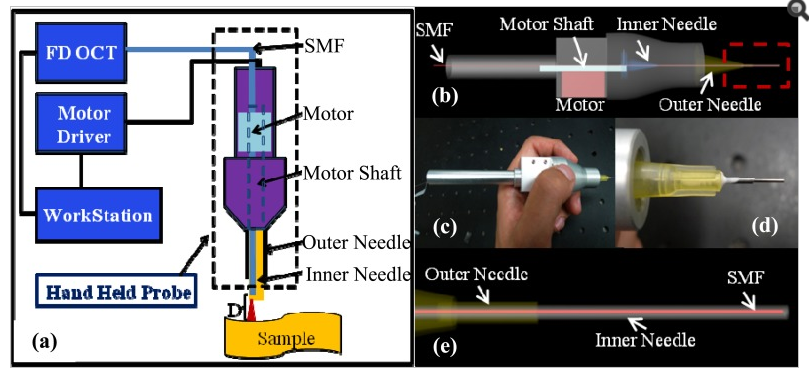 FD OCT
SMF
Motor
Driver
Motor
Motor Shaft
WorkStation
Outer Needle
Inner Needle
Hand Held Probe
D
Sample
(a)
SMF
Motor Shaft
Inner Needle
(b)
Motor
Outer Needle
(c)
(d)
Outer Needle
SMF
Inner Needle
(e)